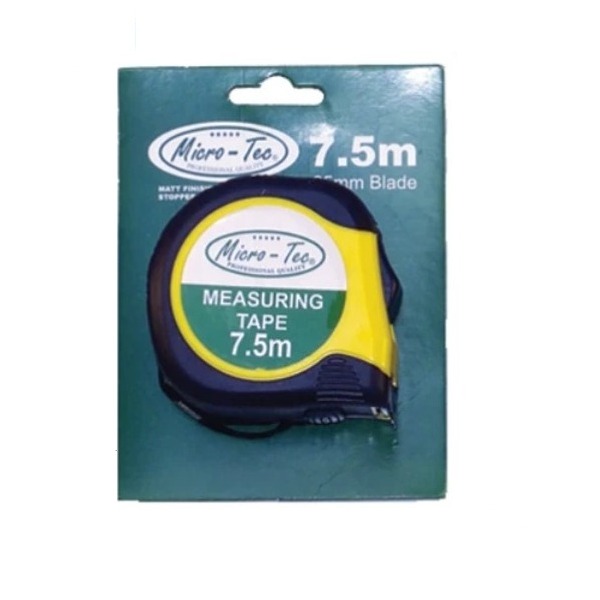 Micro-Tec®
PROFESSIONAL QUALITY
7.5m
mm Blade
MATT FINISH
STOPPER
Micro-Tec®
PROFESSIONAL QUALITY
MEASURING
TAPE
7.5m